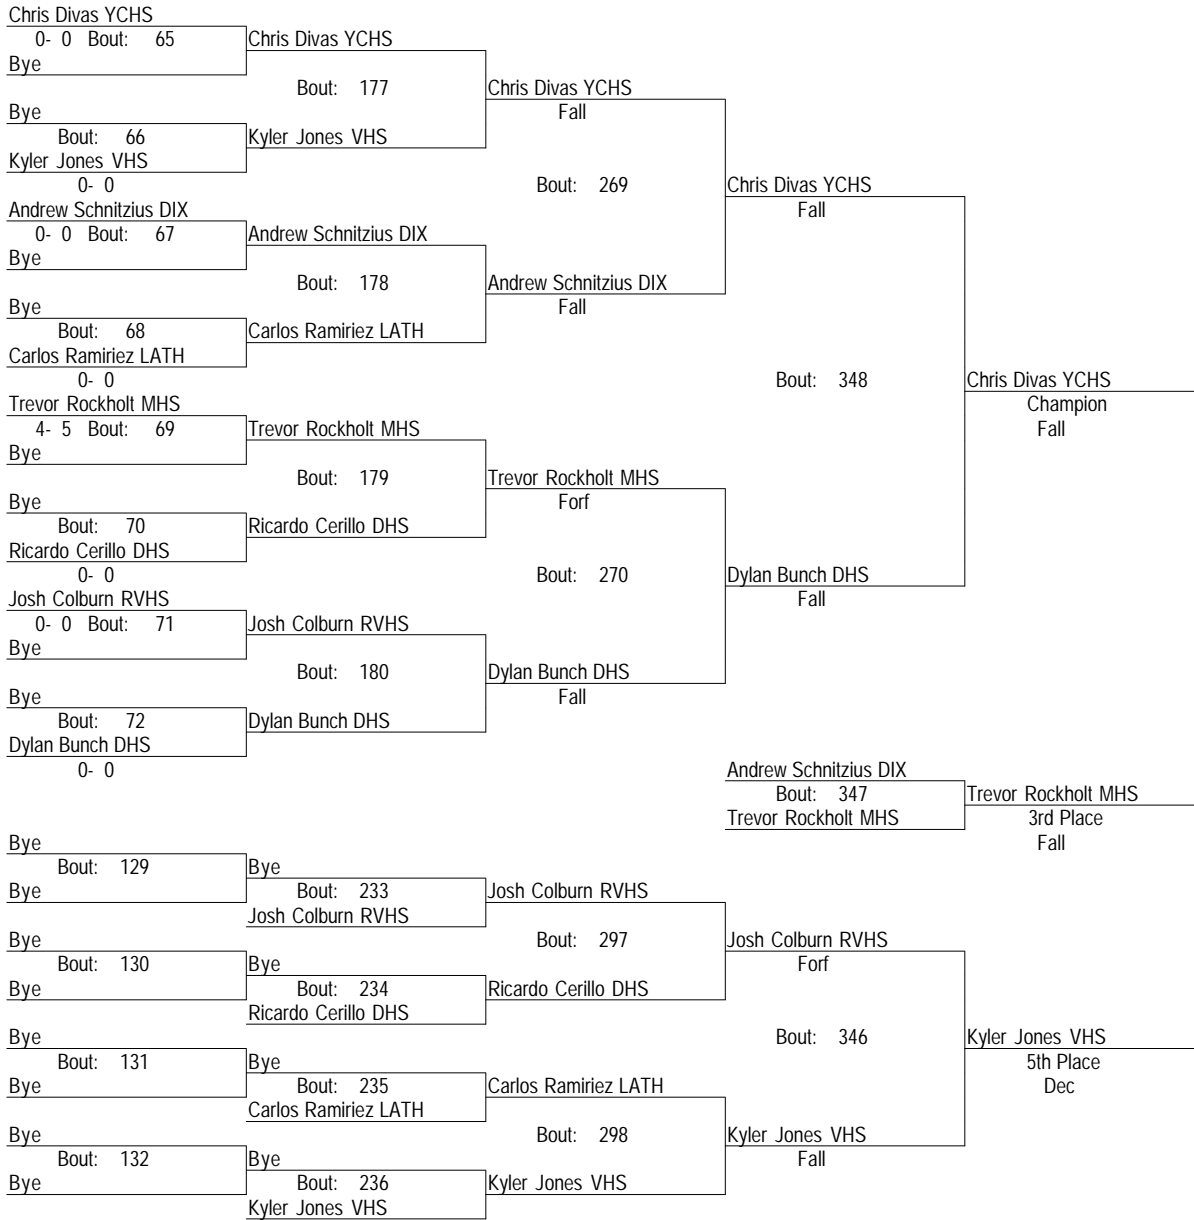 Chris Divas YCHS
0- 0 Bout: 65 Chris Divas YCHS
Bye
Bout: 177 Chris Divas YCHS
Bye Fall
Bout: 66 Kyler Jones VHS
Kyler Jones VHS
0- 0 Bout: 269 Chris Divas YCHS
Andrew Schnitzius DIX Fall
0- 0 Bout: 67 Andrew Schnitzius DIX
Bye
Bout: 178 Andrew Schnitzius DIX
Bye Fall
Bout: 68 Carlos Ramiriez LATH
Carlos Ramiriez LATH
0- 0 Bout: 348 Chris Divas YCHS
Trevor Rockholt MHS Champion
4- 5 Bout: 69 Trevor Rockholt MHS Fall
Bye
Bout: 179 Trevor Rockholt MHS
Bye Forf
Bout: 70 Ricardo Cerillo DHS
Ricardo Cerillo DHS
0- 0 Bout: 270 Dylan Bunch DHS
Josh Colburn RVHS Fall
0- 0 Bout: 71 Josh Colburn RVHS
Bye
Bout: 180 Dylan Bunch DHS
Bye Fall
Bout: 72 Dylan Bunch DHS
Dylan Bunch DHS
0- 0 Andrew Schnitzius DIX
Bout: 347 Trevor Rockholt MHS
Trevor Rockholt MHS 3rd Place
Bye Fall
Bout: 129 Bye
Bye Bout: 233 Josh Colburn RVHS
Josh Colburn RVHS
Bye Bout: 297 Josh Colburn RVHS
Bout: 130 Bye Forf
Bye Bout: 234 Ricardo Cerillo DHS
Ricardo Cerillo DHS
Bye Bout: 346 Kyler Jones VHS
Bout: 131 Bye 5th Place
Bye Bout: 235 Carlos Ramiriez LATH Dec
Carlos Ramiriez LATH
Bye Bout: 298 Kyler Jones VHS
Bout: 132 Bye Fall
Bye Bout: 236 Kyler Jones VHS
Kyler Jones VHS